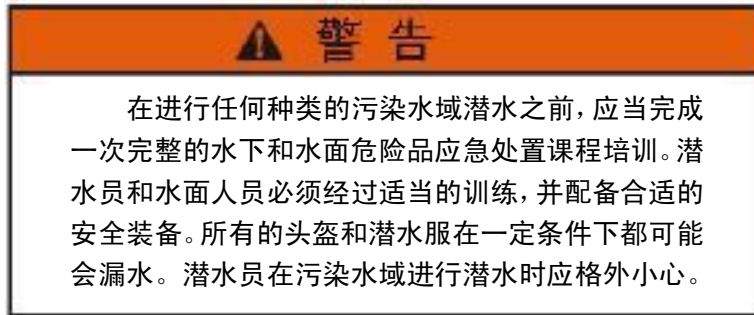 警告
在进行任何种类的污染水域潜水之前，应当完成
一次完整的水下和水面危险品应急处置课程培训。潜
水员和水面人员必须经过适当的训练，并配备合适的
安全装备。所有的头盔和潜水服在一定条件下都可能
会漏水。潜水员在污染水域进行潜水时应格外小心。